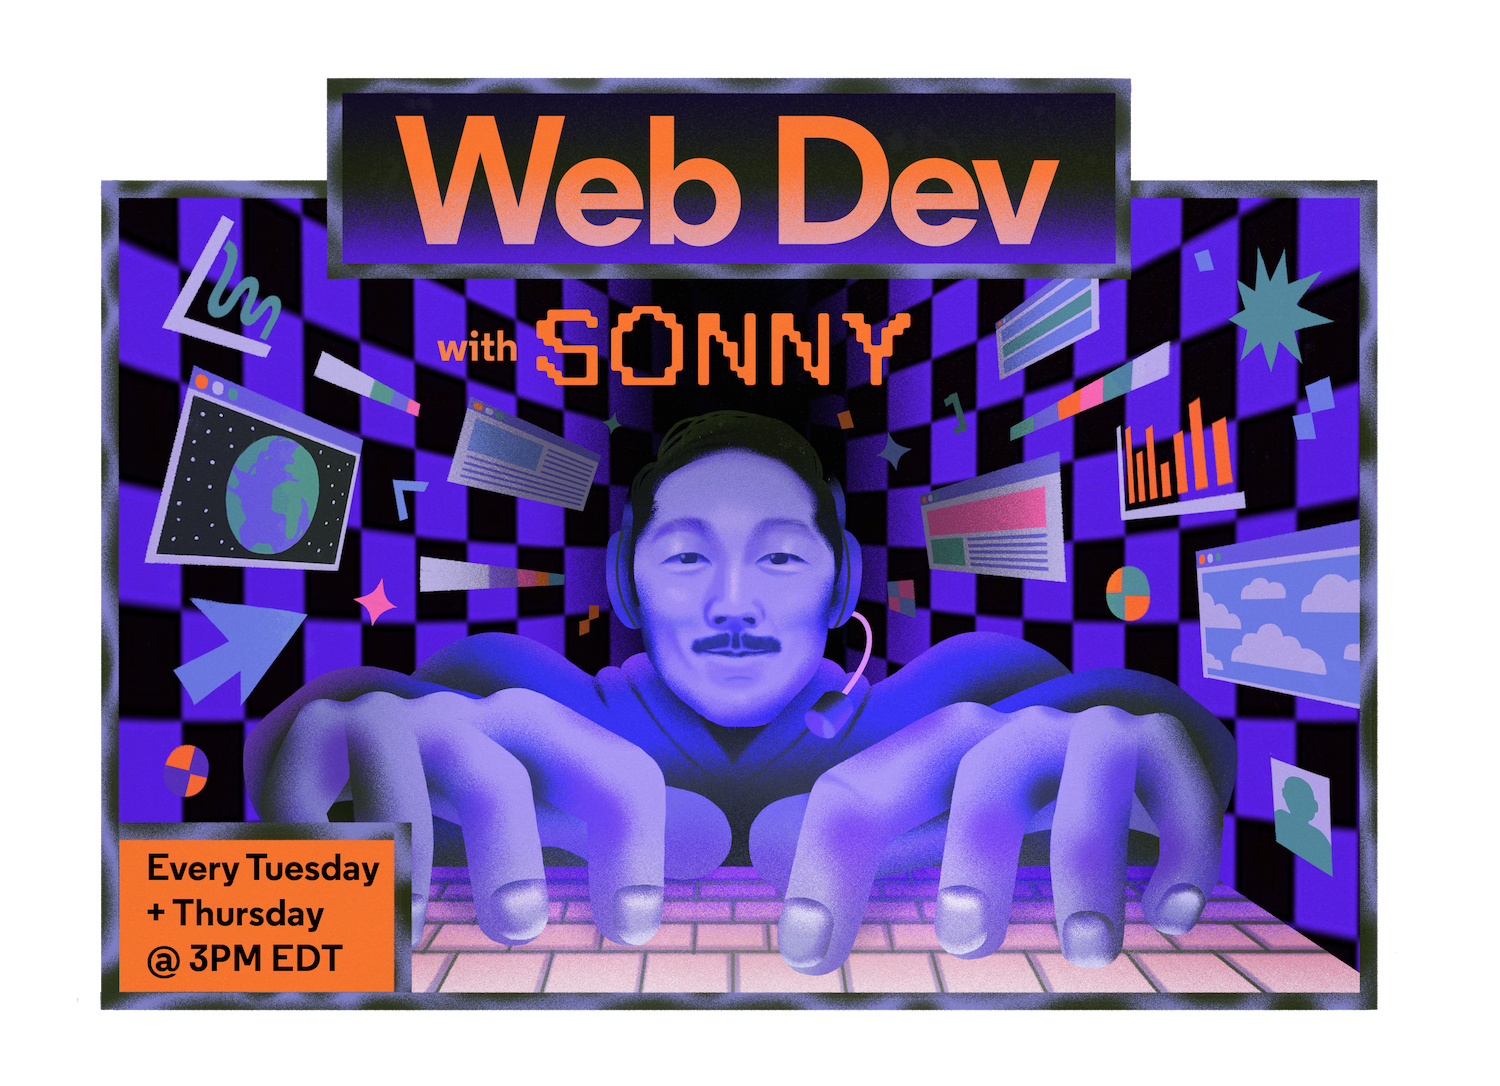 Web Dev
with SONNY
Every Tuesday
+ Thursday
@ 3PM EDT